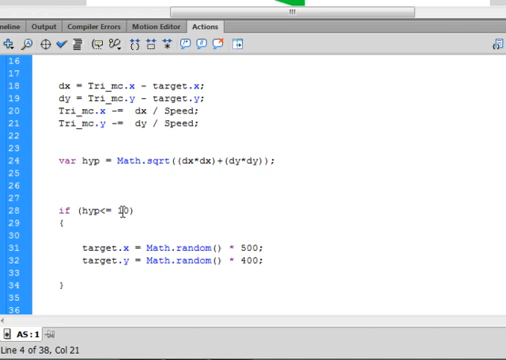 meline Output Compiler Errors Motion Editor Actions
16
17
18 dx = Tri_mc.x - target.x;
19 dy = Tri_mc.y - target.y;
20 Tri_mc.x -= dx / Speed;
21 Tri_mc.y -= dy / Speed;
22
23
24 var hyp = Math.sqrt((dx*dx)+(dy*dy));
25
26
27
28 if (hyp<= 10)
29 {
30
31 target.x = Math.random() * 500;
32 target.y = Math.random() * 400;
33
34 }
35
36
AS:1
Line 4 of 38, Col 21